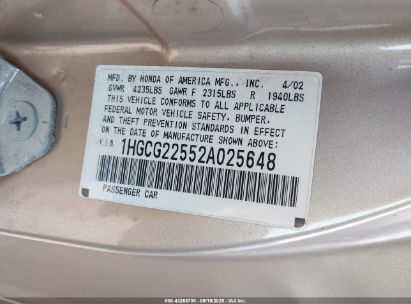 MFD. BY HONDA OF AMERICA MFG., INC. 4/02
GVWR 4235LBS GAWR F 2315LBS R 1940LBS
THIS VEHICLE CONFORMS TO ALL APPLICABLE
FEDERAL MOTOR VEHICLE SAFETY, BUMPER,
AND THEFT PREVENTION STANDARDS IN EFFECT
ON THE DATE OF MANUFACTURE SHOWN ABOVE.
V.I.N. 1HGCG22552A025648
PASSENGER CAR